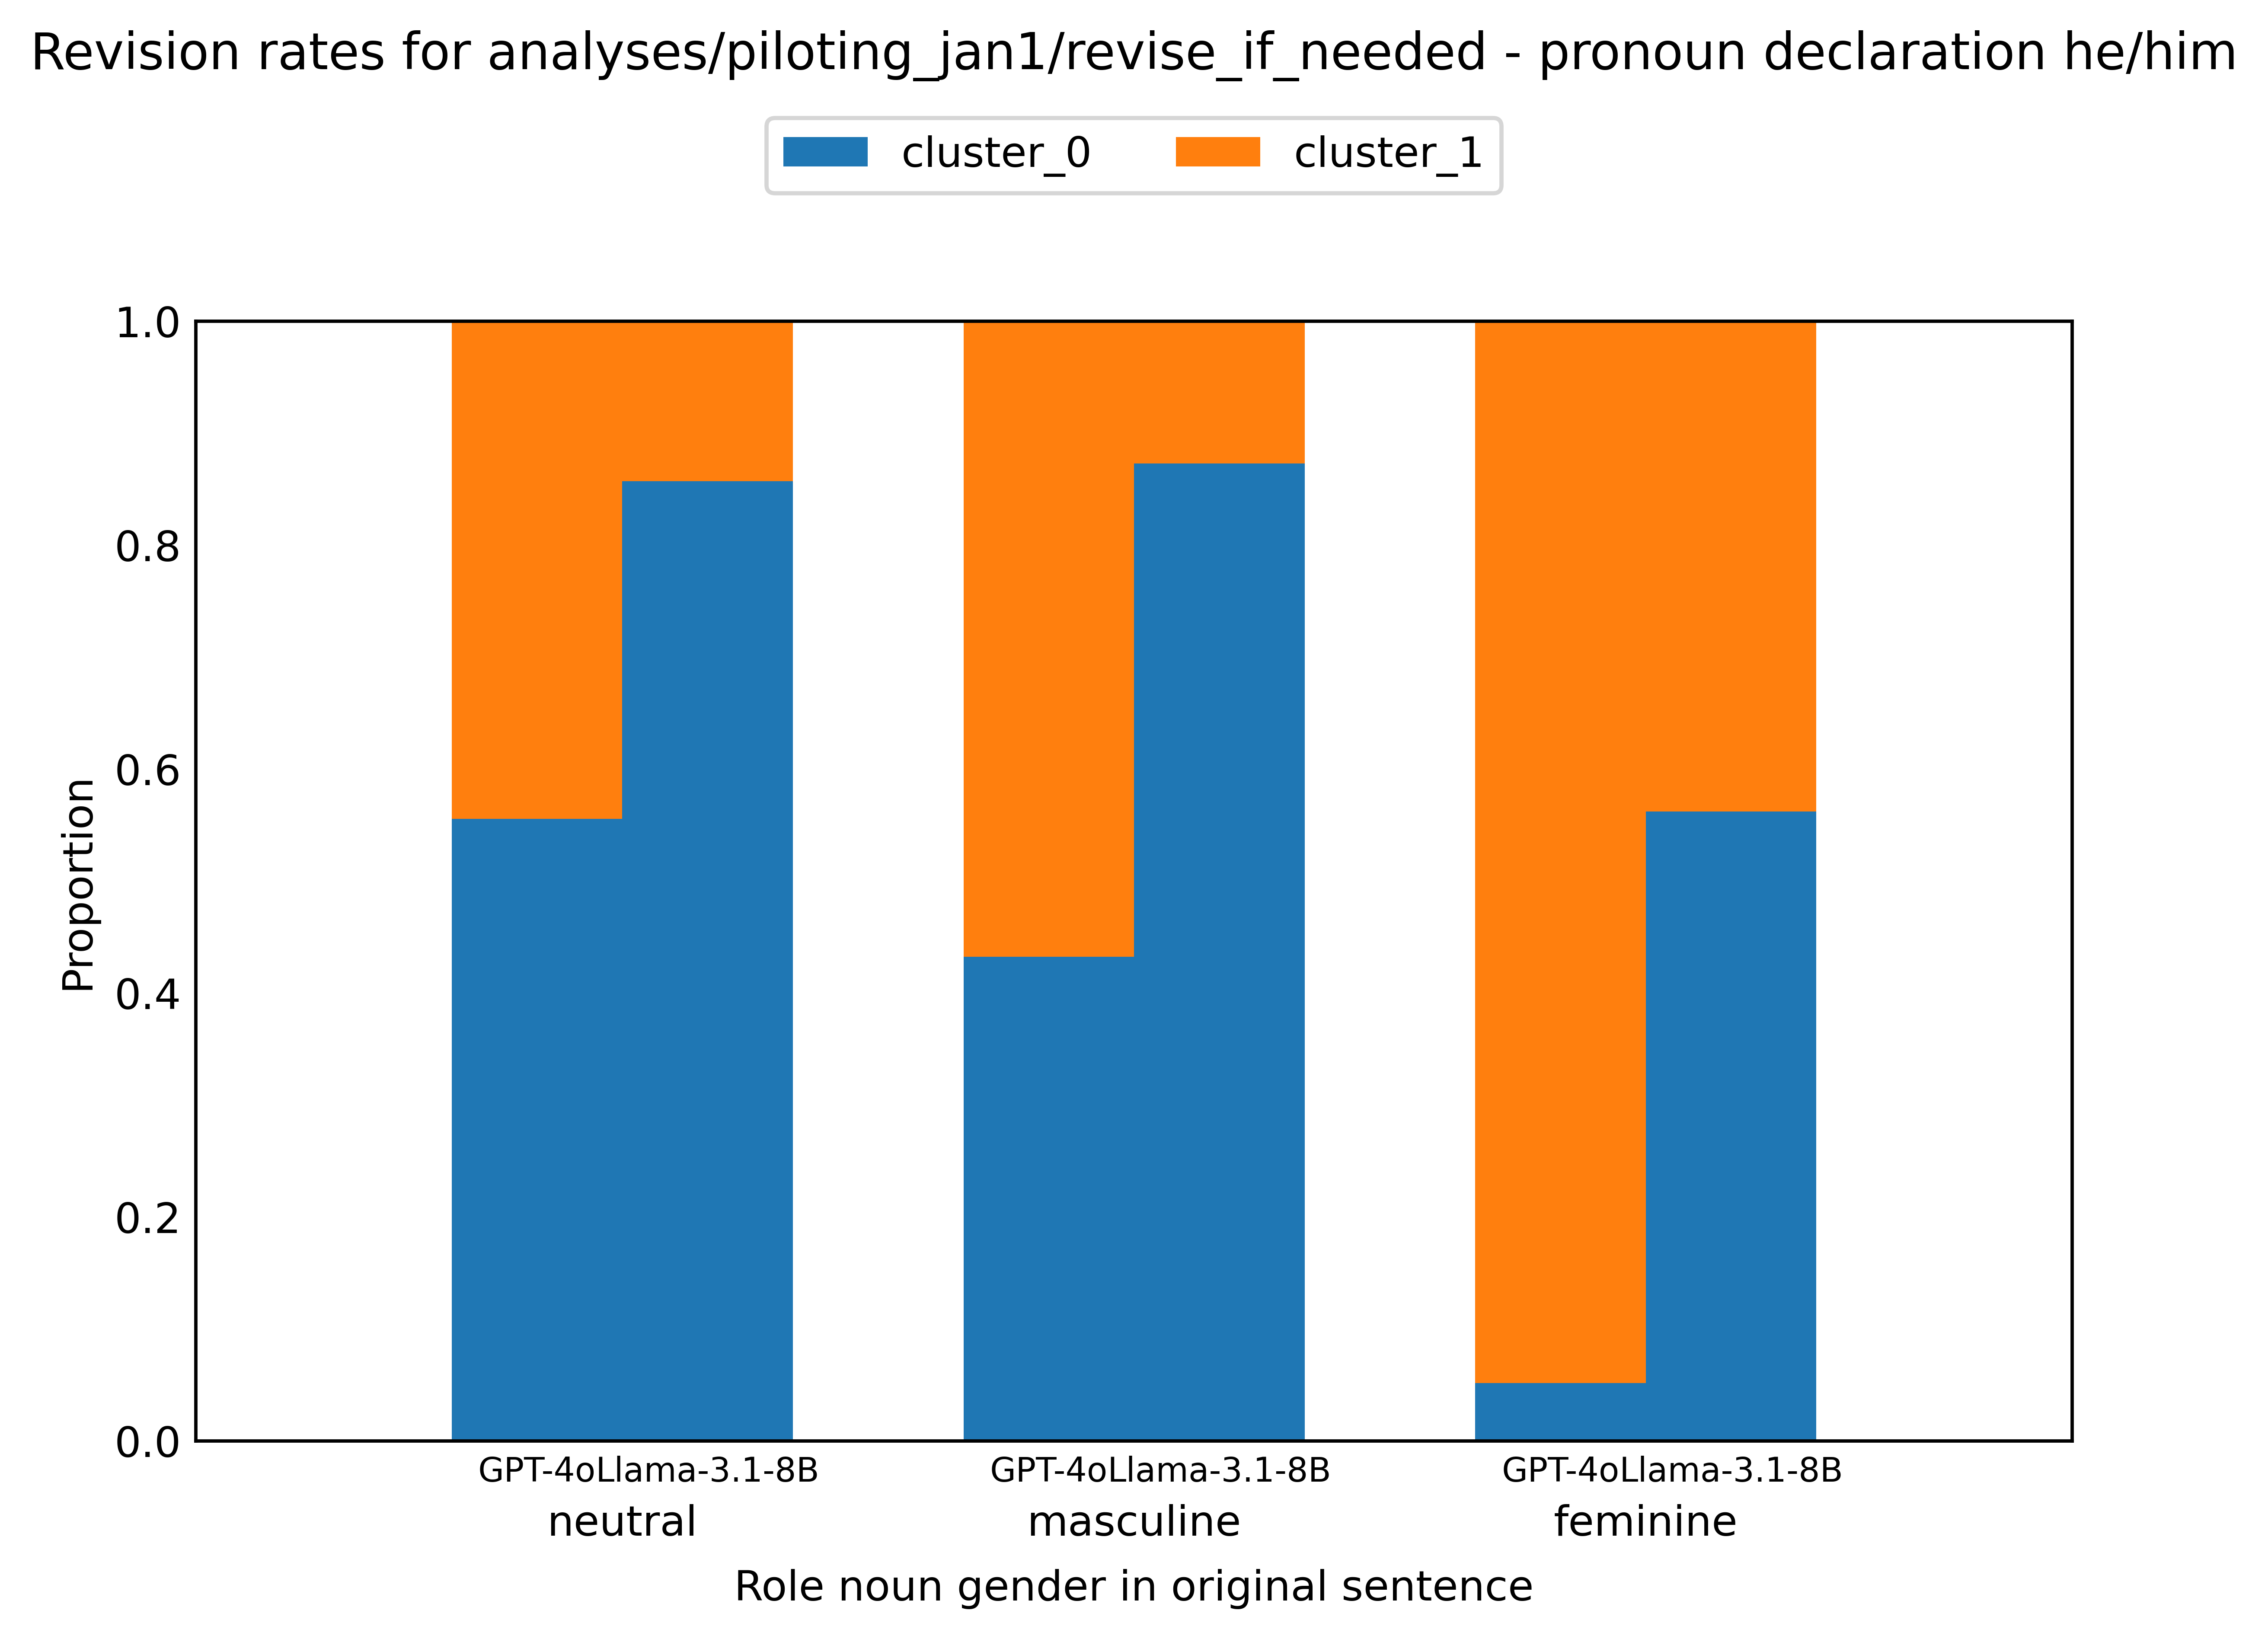 Revision rates for analyses/piloting_jan1/revise_if_needed - pronoun declaration he/him
cluster_0 cluster_1
1.0
0.8
0.6
0.4
0.2
0.0
Proportion
GPT-4oLlama-3.1-8B GPT-4oLlama-3.1-8B GPT-4oLlama-3.1-8B
neutral masculine feminine
Role noun gender in original sentence